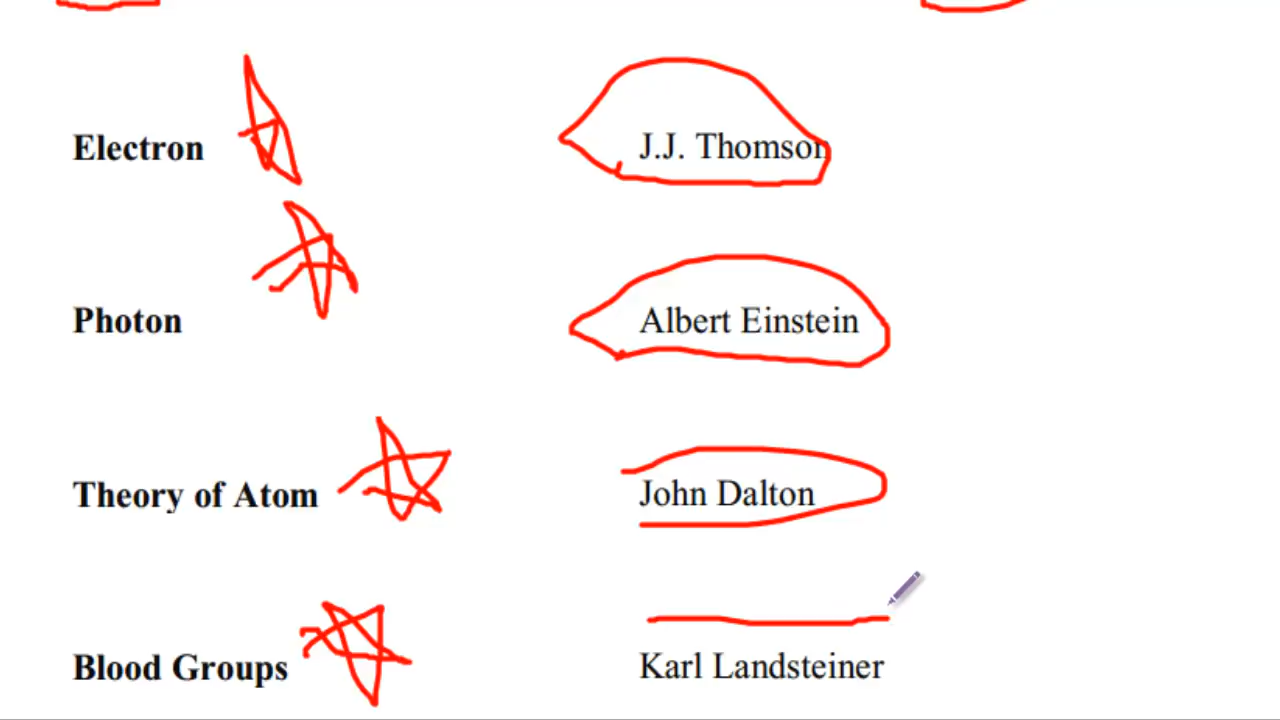 Electron J.J. Thomson
Photon Albert Einstein
Theory of Atom John Dalton
Blood Groups Karl Landsteiner